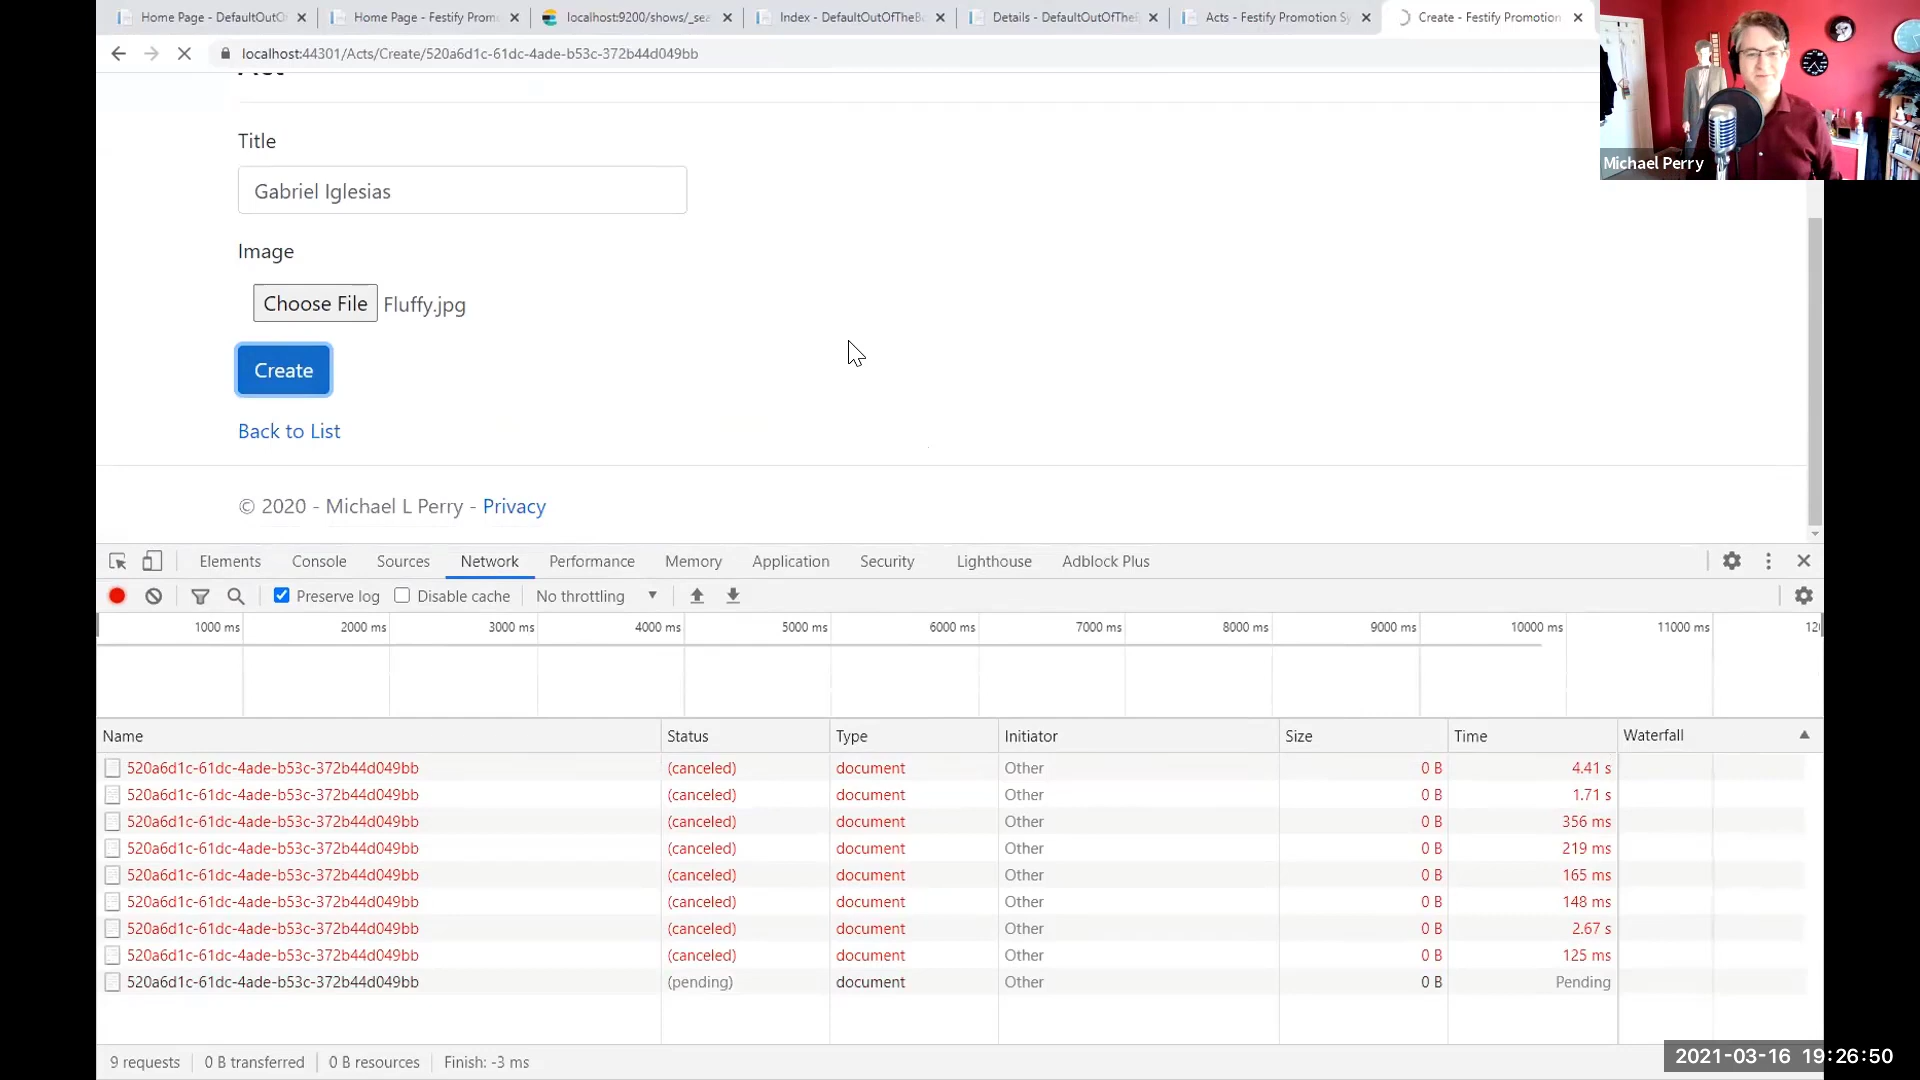 Home Page - DefaultOutO
Home Page - Festify Prom
localhost:9200/shows/_sea
Index - DefaultOutOfTheB
Details - DefaultOutOfThe
Acts - Festify Promotion Sy
Create - Festify Promotion
localhost:44301/Acts/Create/520a6d1c-61dc-4ade-b53c-372b44d049bb
Michael Perry
Act
Title
Gabriel Iglesias
Image
Choose File Fluffy.jpg
Create
Back to List
© 2020 - Michael L Perry - Privacy
Elements Console Sources Network Performance Memory Application Security Lighthouse Adblock Plus
Preserve log Disable cache No throttling
1000 ms 2000 ms 3000 ms 4000 ms 5000 ms 6000 ms 7000 ms 8000 ms 9000 ms 10000 ms 11000 ms 12
Name Status Type Initiator Size Time Waterfall
520a6d1c-61dc-4ade-b53c-372b44d049bb (canceled) document Other 0 B 4.41 s
520a6d1c-61dc-4ade-b53c-372b44d049bb (canceled) document Other 0 B 1.71 s
520a6d1c-61dc-4ade-b53c-372b44d049bb (canceled) document Other 0 B 356 ms
520a6d1c-61dc-4ade-b53c-372b44d049bb (canceled) document Other 0 B 219 ms
520a6d1c-61dc-4ade-b53c-372b44d049bb (canceled) document Other 0 B 165 ms
520a6d1c-61dc-4ade-b53c-372b44d049bb (canceled) document Other 0 B 148 ms
520a6d1c-61dc-4ade-b53c-372b44d049bb (canceled) document Other 0 B 2.67 s
520a6d1c-61dc-4ade-b53c-372b44d049bb (canceled) document Other 0 B 125 ms
520a6d1c-61dc-4ade-b53c-372b44d049bb (pending) document Other 0 B Pending
9 requests 0 B transferred 0 B resources Finish: -3 ms
2021-03-16 19:26:50